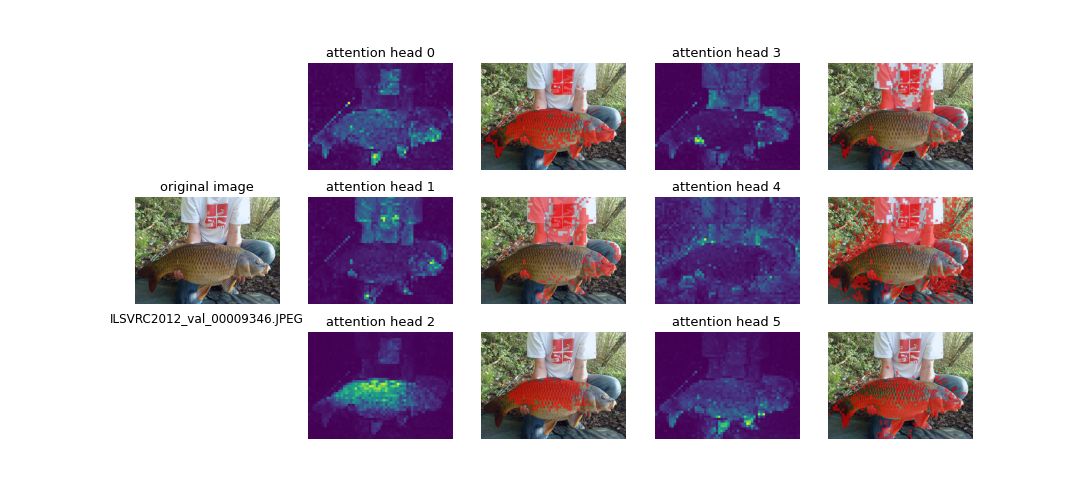 attention head 0
attention head 3
original image
attention head 1
attention head 4
ILSVRC2012_val_00009346.JPEG
attention head 2
attention head 5